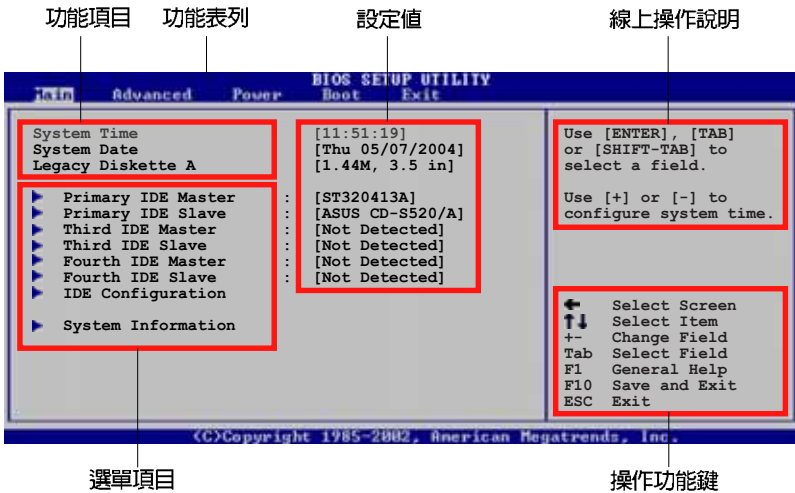 功能項目 功能表列 設定值 線上操作說明
BIOS SETUP UTILITY
Main Advanced Power Boot Exit
System Time [11:51:19]
System Date [Thu 05/07/2004]
Legacy Diskette A [1.44M, 3.5 in]
Primary IDE Master : [ST320413A]
Primary IDE Slave : [ASUS CD-S520/A]
Third IDE Master : [Not Detected]
Third IDE Slave : [Not Detected]
Fourth IDE Master : [Not Detected]
Fourth IDE Slave : [Not Detected]
IDE Configuration
System Information
Use [ENTER], [TAB]
or [SHIFT-TAB] to
select a field.
Use [+] or [-] to
configure system time.
← Select Screen
↑↓ Select Item
+- Change Field
Tab Select Field
F1 General Help
F10 Save and Exit
ESC Exit
(C)Copyright 1985-2002, American Megatrends, Inc.
選單項目 操作功能鍵